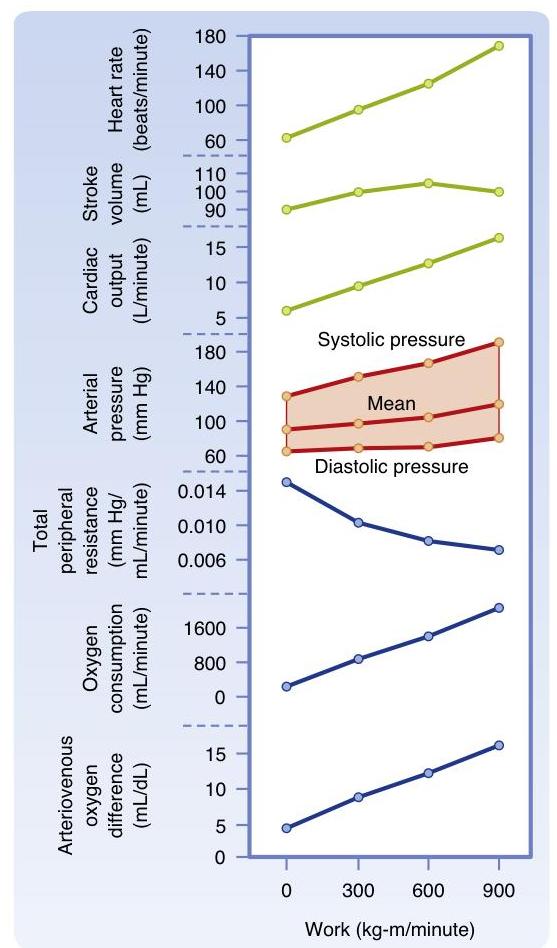 Heart rate
(beats/minute)
180
140
100
60
Stroke
volume
(mL)
110
100
90
Cardiac
output
(L/minute)
15
10
5
Arterial
pressure
(mm Hg)
180
140
100
60
Systolic pressure
Mean
Diastolic pressure
Total
peripheral
resistance
(mm Hg/
mL/minute)
0.014
0.010
0.006
Oxygen
consumption
(mL/minute)
1600
800
0
Arteriovenous
oxygen
difference
(mL/dL)
15
10
5
0
0 300 600 900
Work (kg-m/minute)